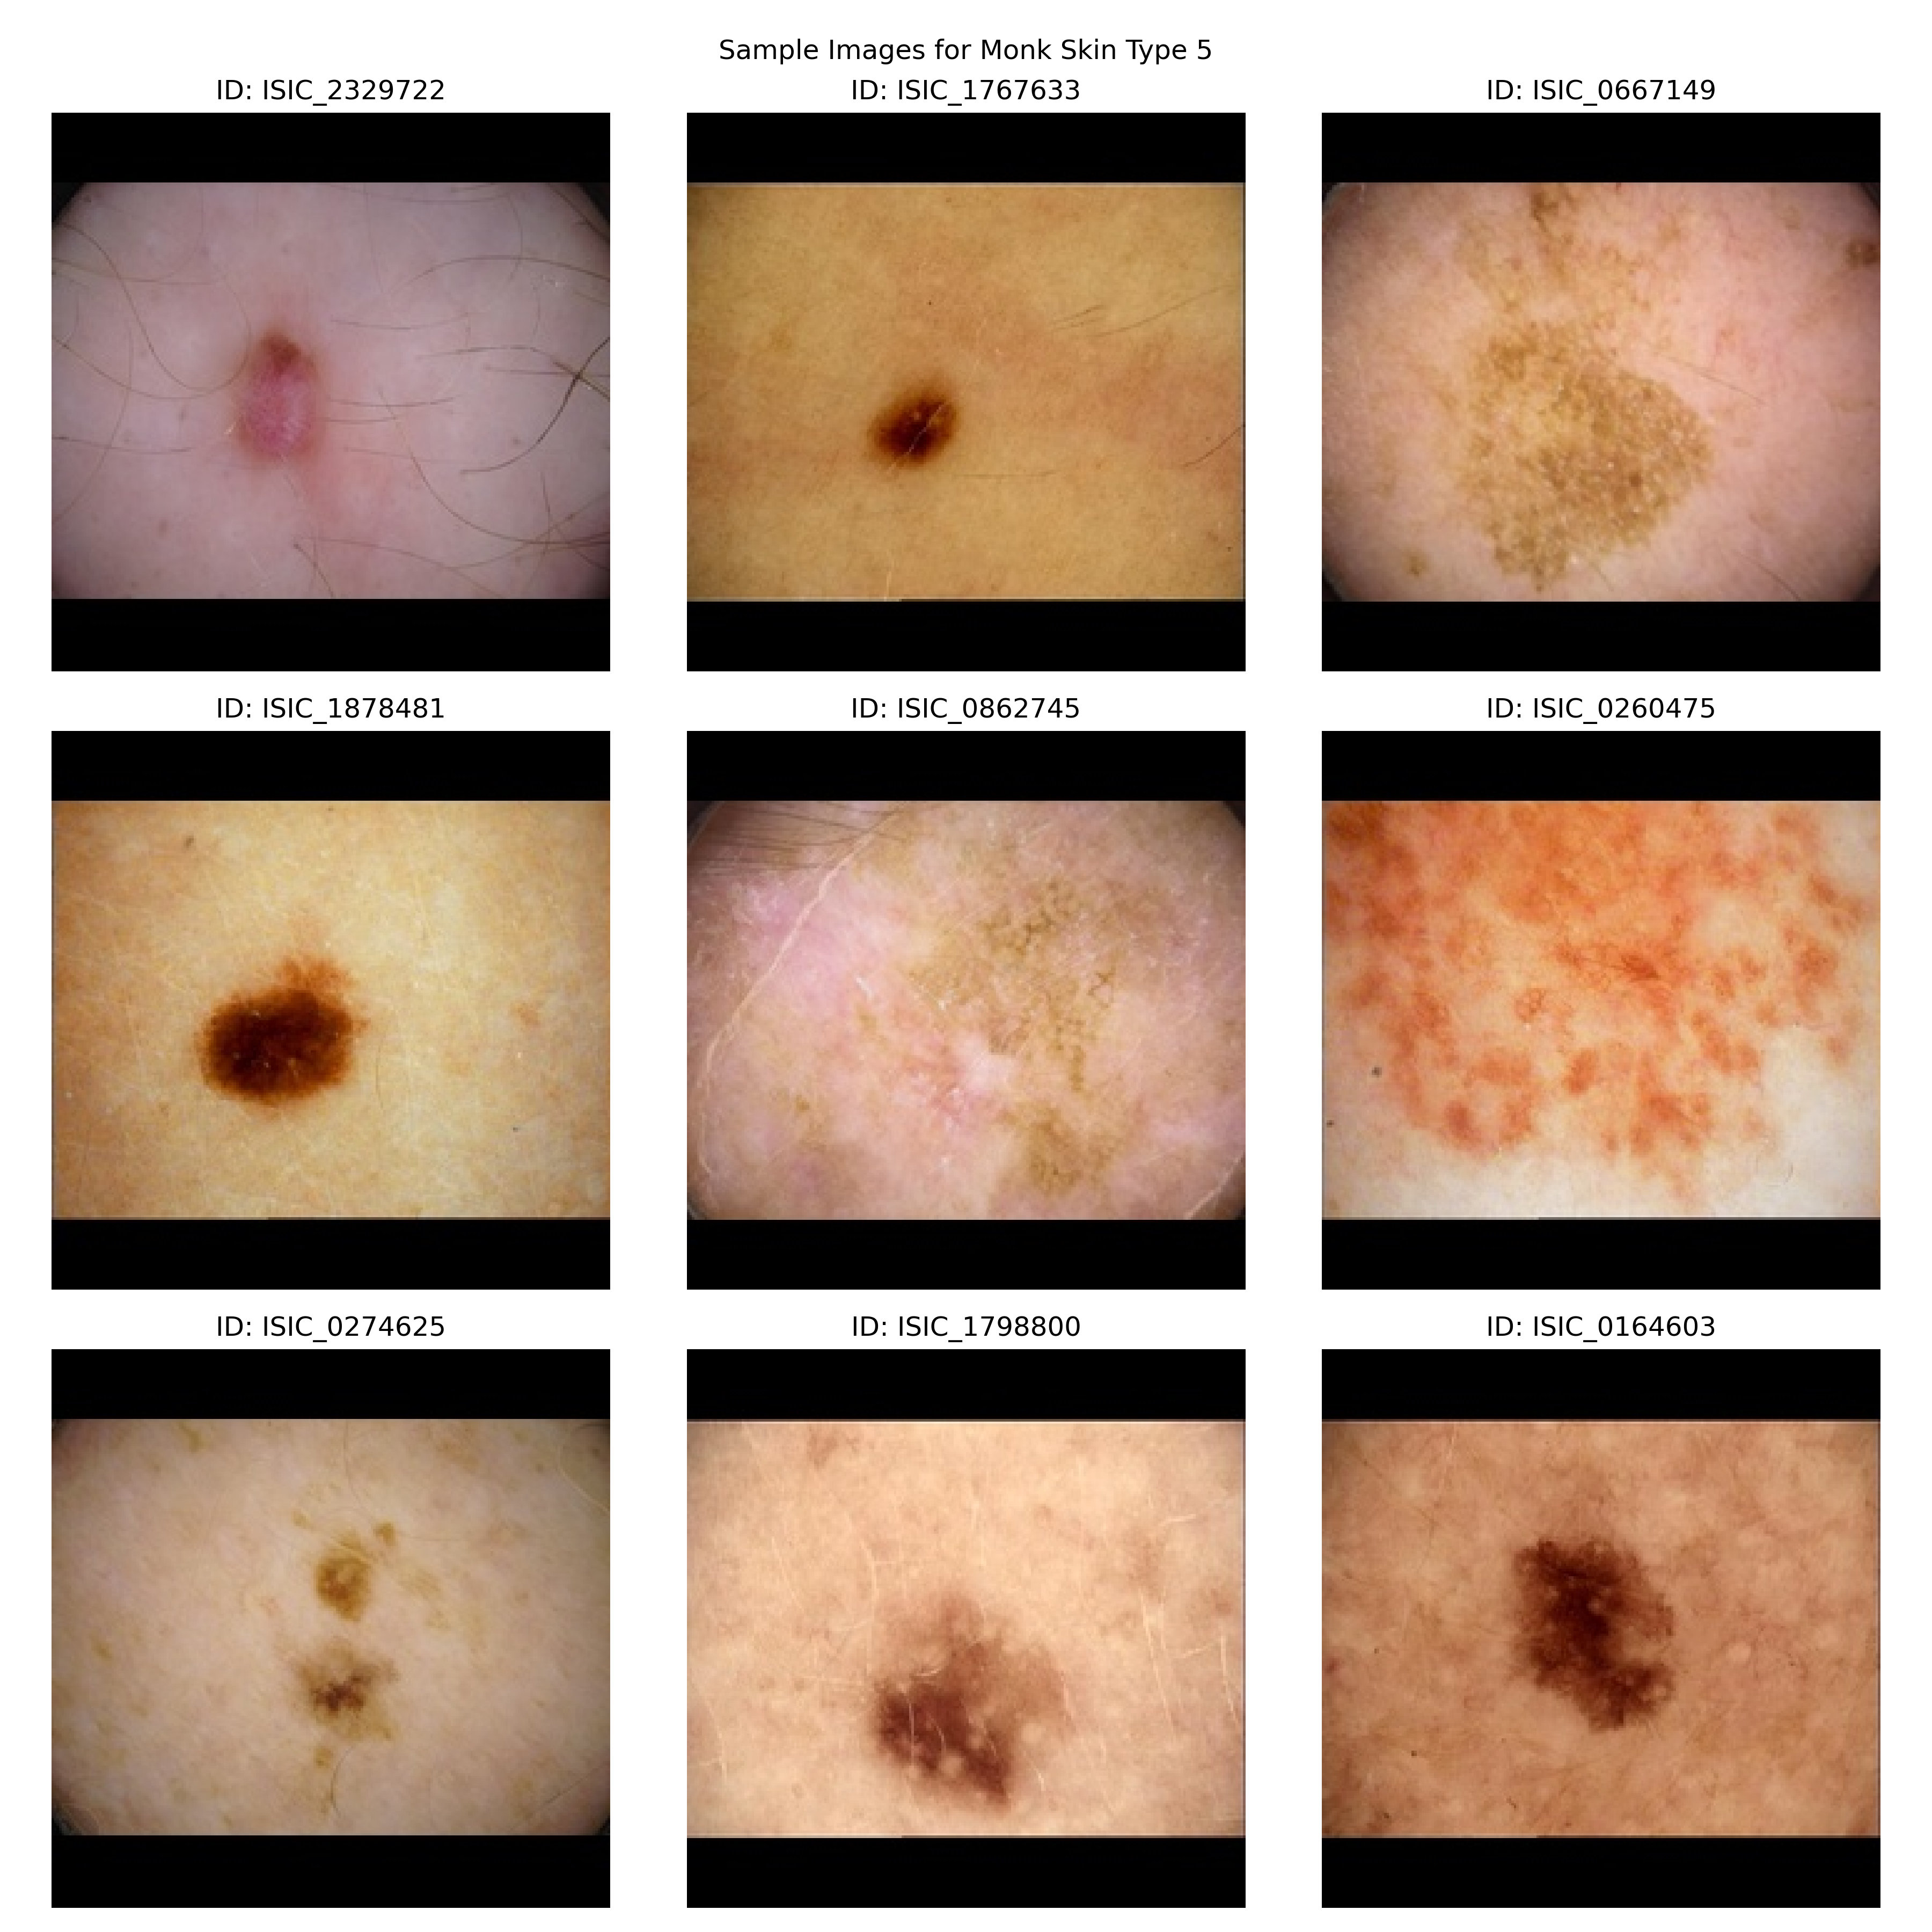 Sample Images for Monk Skin Type 5
ID: ISIC_2329722
ID: ISIC_1767633
ID: ISIC_0667149
ID: ISIC_1878481
ID: ISIC_0862745
ID: ISIC_0260475
ID: ISIC_0274625
ID: ISIC_1798800
ID: ISIC_0164603